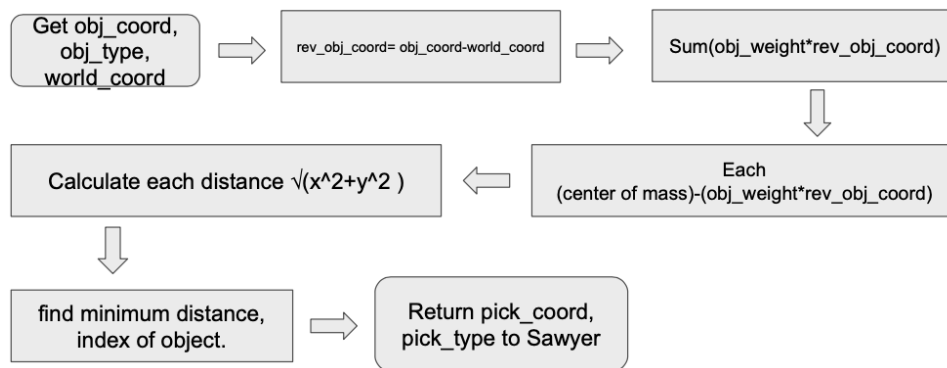 Get obj_coord,
obj_type,
world_coord
rev_obj_coord= obj_coord-world_coord
Sum(obj_weight*rev_obj_coord)
Each
(center of mass)-(obj_weight*rev_obj_coord)
Calculate each distance √(x^2+y^2 )
find minimum distance,
index of object.
Return pick_coord,
pick_type to Sawyer